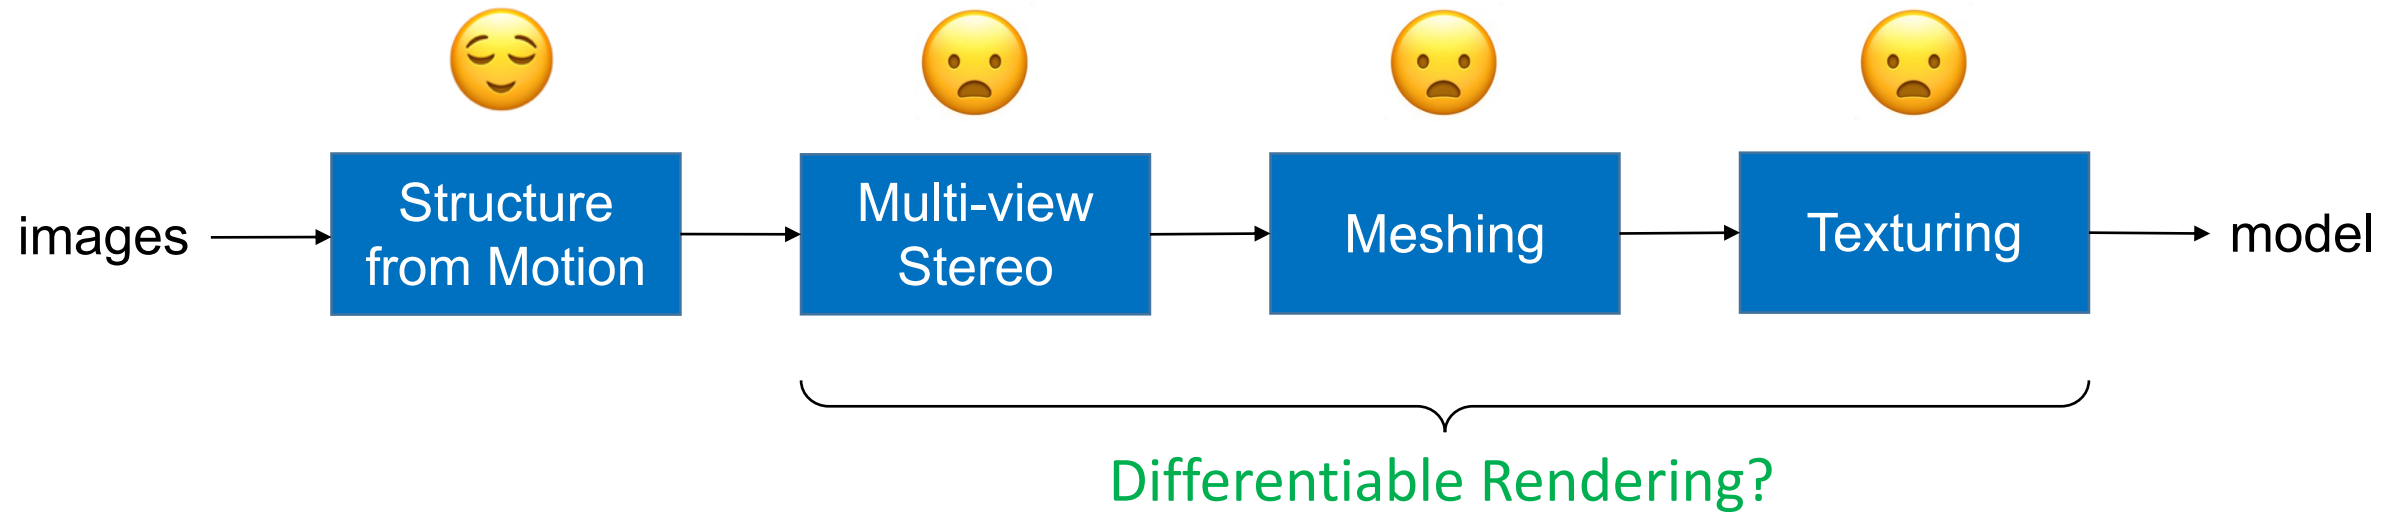 images
Structure
from Motion
Multi-view
Stereo
Meshing
Texturing
model
Differentiable Rendering?